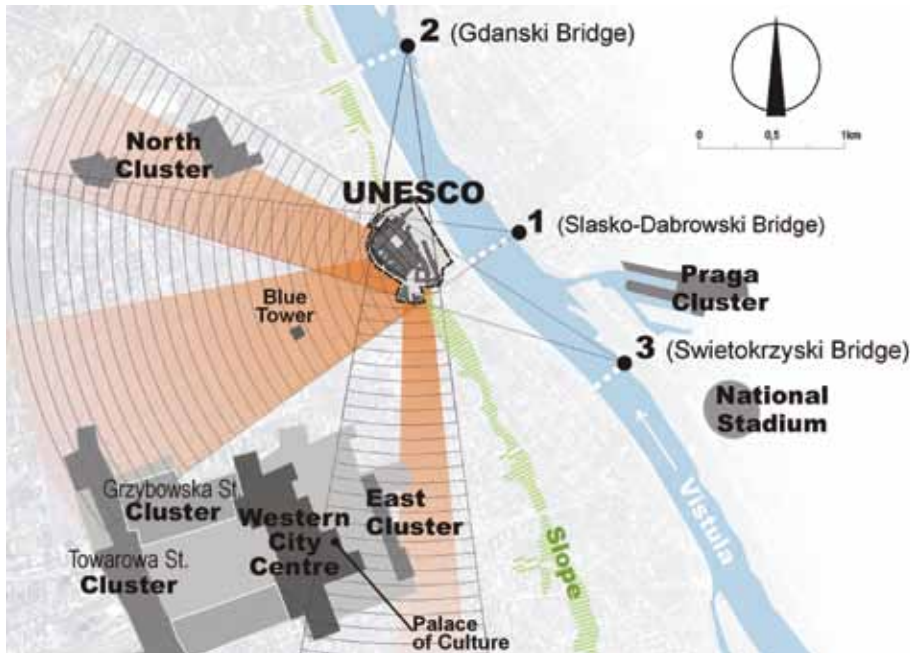 2 (Gdanski Bridge)
North
Cluster
UNESCO
0 0,5 1km
1 (Slasko-Dabrowski Bridge)
Praga
Cluster
Blue
Tower
3 (Swietokrzyski Bridge)
National
Stadium
Grzybowska St
Cluster
Western
City
Centre
East
Cluster
Towarowa St.
Cluster
Slope
Vistula
Palace
of Culture